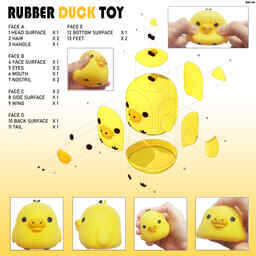 RUBBER DUCK TOY
FACE A
1 HEAD SURFACE X 1
2 HAIR X 2
3 HANDLE X 1
FACE B
4 FACE SURFACE X 1
5 EYES X 2
6 MOUTH X 1
7 NOSTRIL X 2
FACE C
8 SIDE SURFACE X 2
9 WING X 1
FACE D
10 BACK SURFACE X 1
11 TAIL X 1
FACE E
12 BOTTOM SURFACE X 1
13 FEET X 2